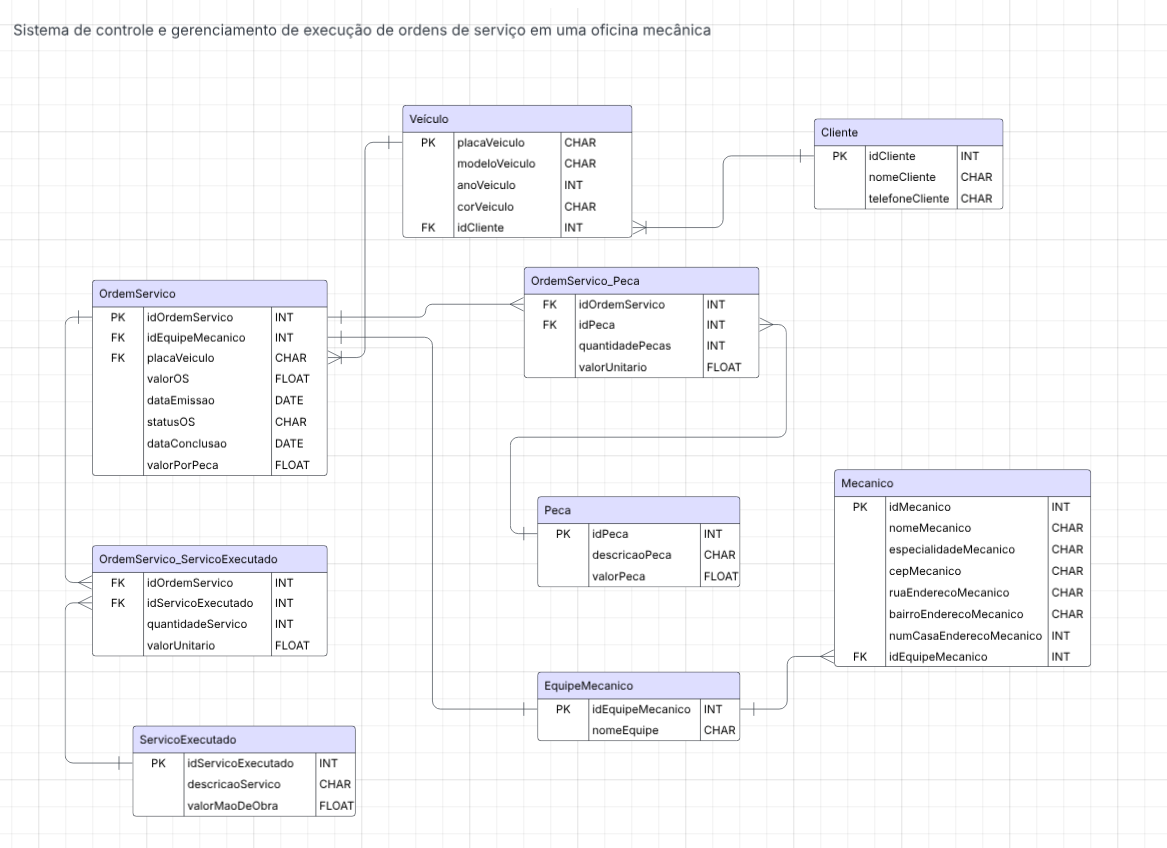 Sistema de controle e gerenciamento de execução de ordens de serviço em uma oficina mecânica
Veículo
PK placaVeiculo CHAR
modeloVeiculo CHAR
anoVeiculo INT
corVeiculo CHAR
FK idCliente INT
Cliente
PK idCliente INT
nomeCliente CHAR
telefoneCliente CHAR
OrdemServico
PK idOrdemServico INT
FK idEquipeMecanico INT
FK placaVeiculo CHAR
valorOS FLOAT
dataEmissao DATE
statusOS CHAR
dataConclusao DATE
valorPorPeca FLOAT
OrdemServico_Peca
FK idOrdemServico INT
FK idPeca INT
quantidadePecas INT
valorUnitario FLOAT
Peca
PK idPeca INT
descricaoPeca CHAR
valorPeca FLOAT
Mecanico
PK idMecanico INT
nomeMecanico CHAR
especialidadeMecanico CHAR
cepMecanico CHAR
ruaEnderecoMecanico CHAR
bairroEnderecoMecanico CHAR
numCasaEnderecoMecanico INT
FK idEquipeMecanico INT
OrdemServico_ServicoExecutado
FK idOrdemServico INT
FK idServicoExecutado INT
quantidadeServico INT
valorUnitario FLOAT
EquipeMecanico
PK idEquipeMecanico INT
nomeEquipe CHAR
ServicoExecutado
PK idServicoExecutado INT
descricaoServico CHAR
valorMaoDeObra FLOAT